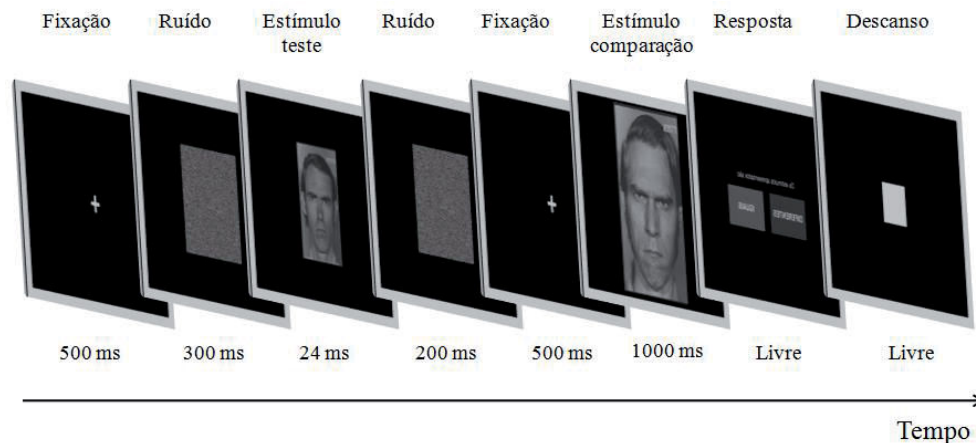 Fixação Ruído Estímulo teste Ruído Fixação Estímulo comparação Resposta Descanso
500 ms 300 ms 24 ms 200 ms 500 ms 1000 ms Livre Livre
Tempo